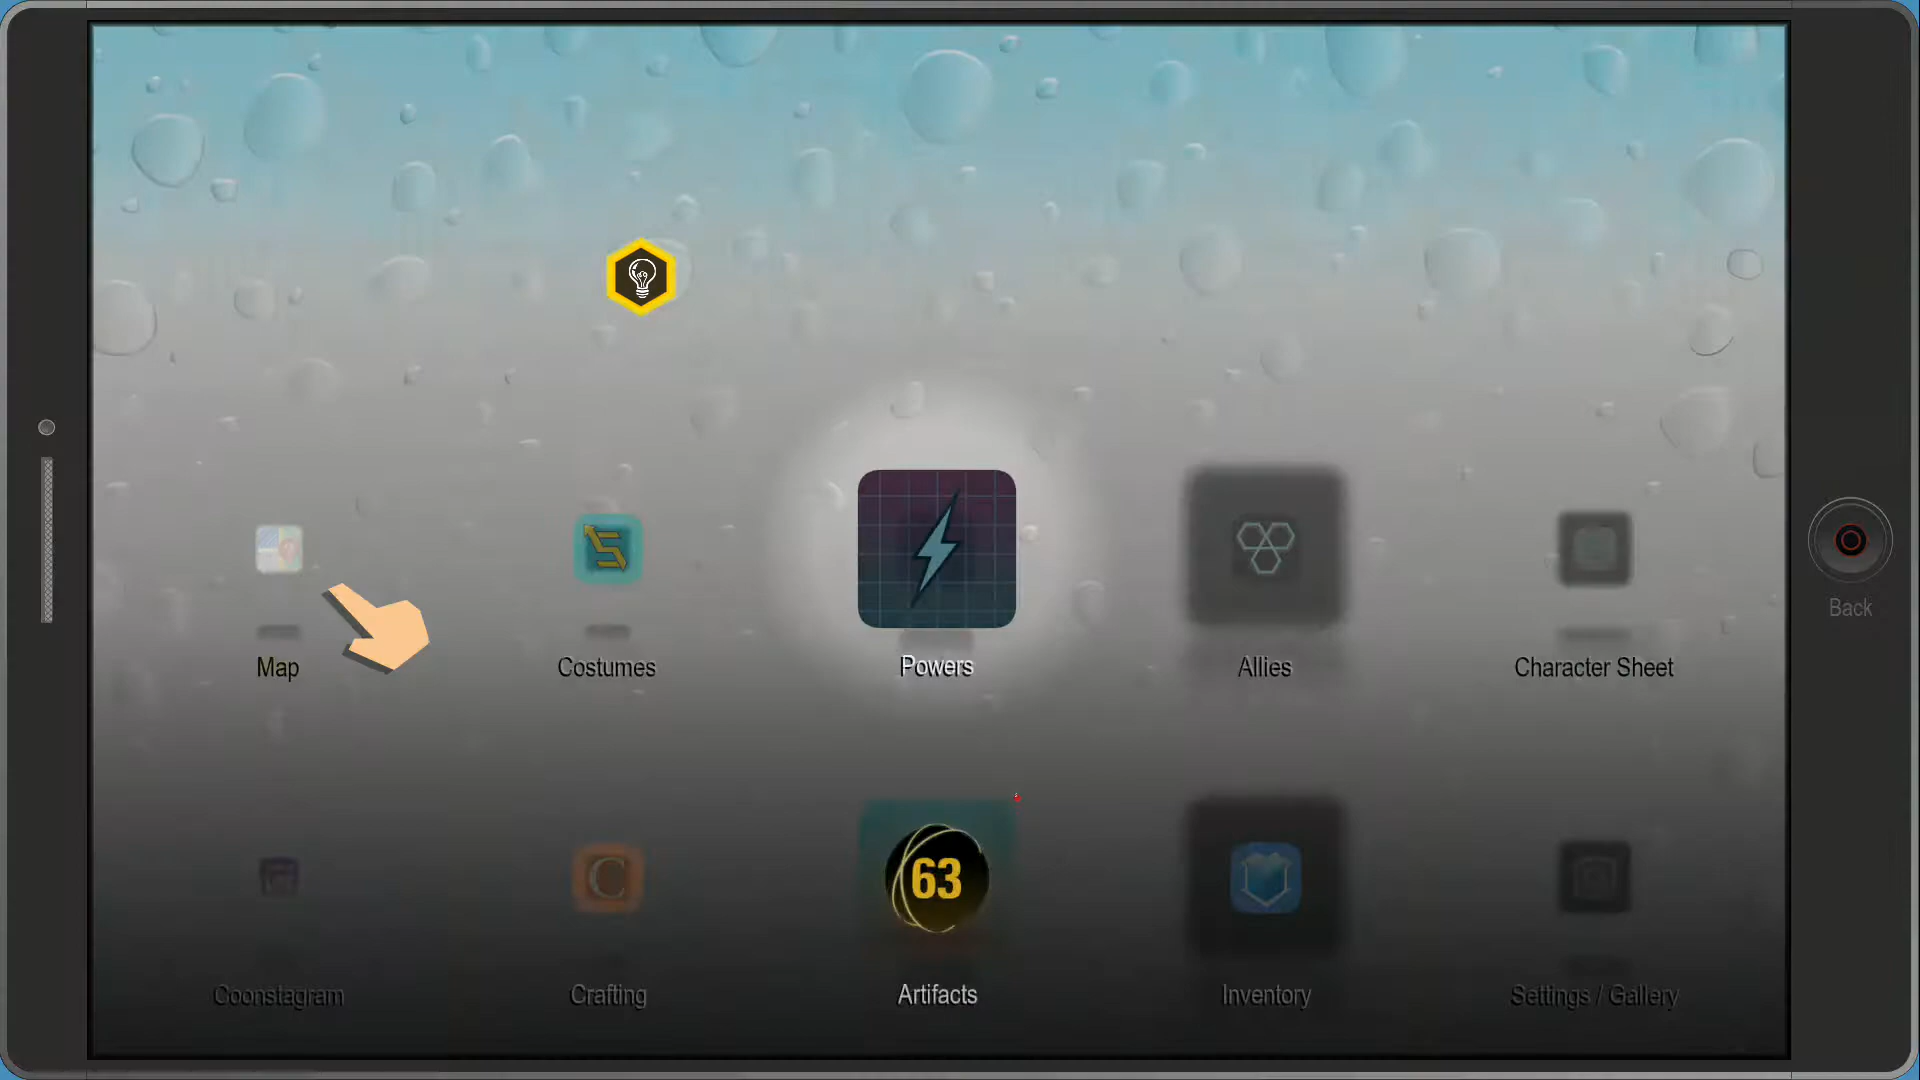 Map
Costumes
Powers
Allies
Character Sheet
Back
C
63
Coonstagram
Crafting
Artifacts
Inventory
Settings / Gallery